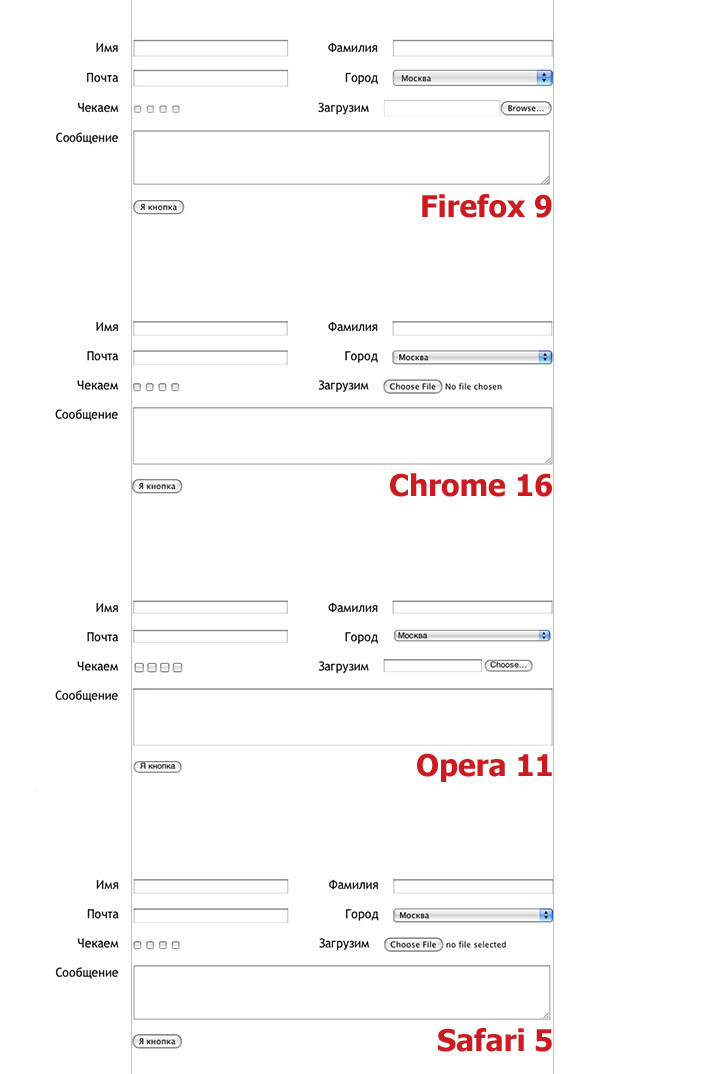 Имя Фамилия
Почта Город Москва
Чекаем Загрузим Browse...
Сообщение
Я кнопка Firefox 9
Имя Фамилия
Почта Город Москва
Чекаем Загрузим Choose File No file chosen
Сообщение
Я кнопка Chrome 16
Имя Фамилия
Почта Город Москва
Чекаем Загрузим Choose...
Сообщение
Я кнопка Opera 11
Имя Фамилия
Почта Город Москва
Чекаем Загрузим Choose File no file selected
Сообщение
Я кнопка Safari 5